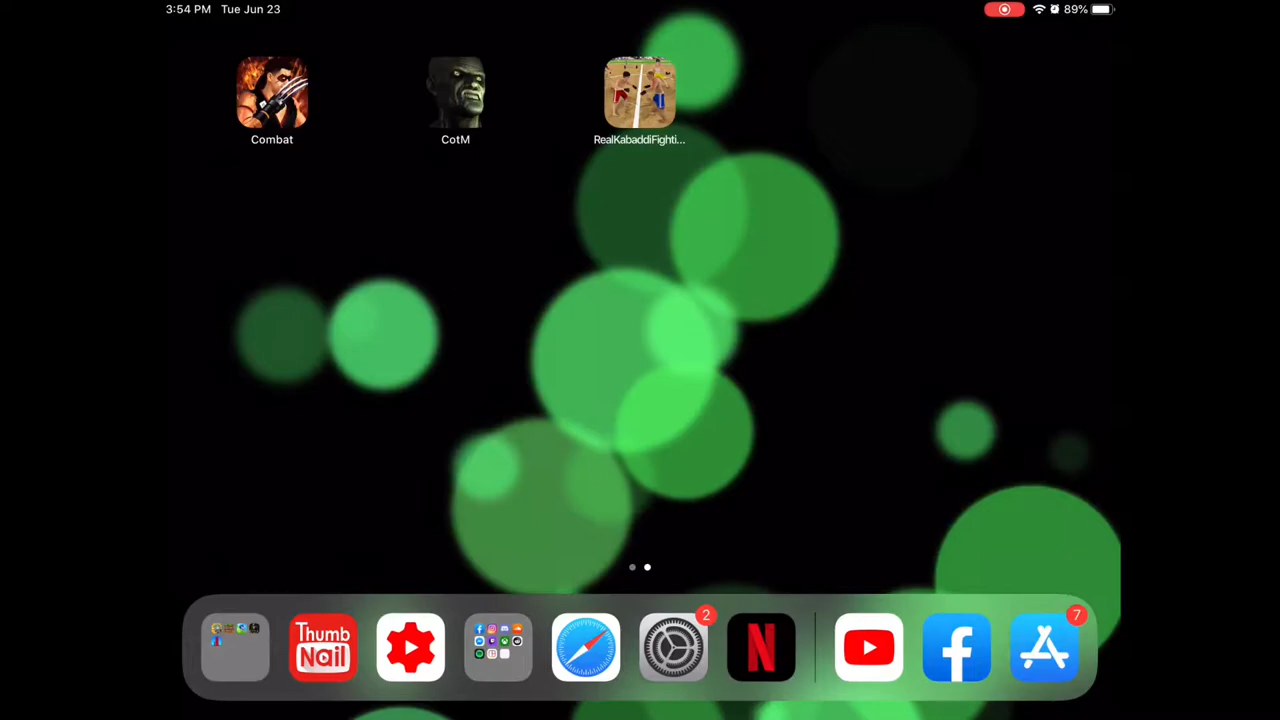 3:54 PM Tue Jun 23
89%
Combat
CotM
RealKabaddiFighti...
Thumb
Nail
2
N
f
7